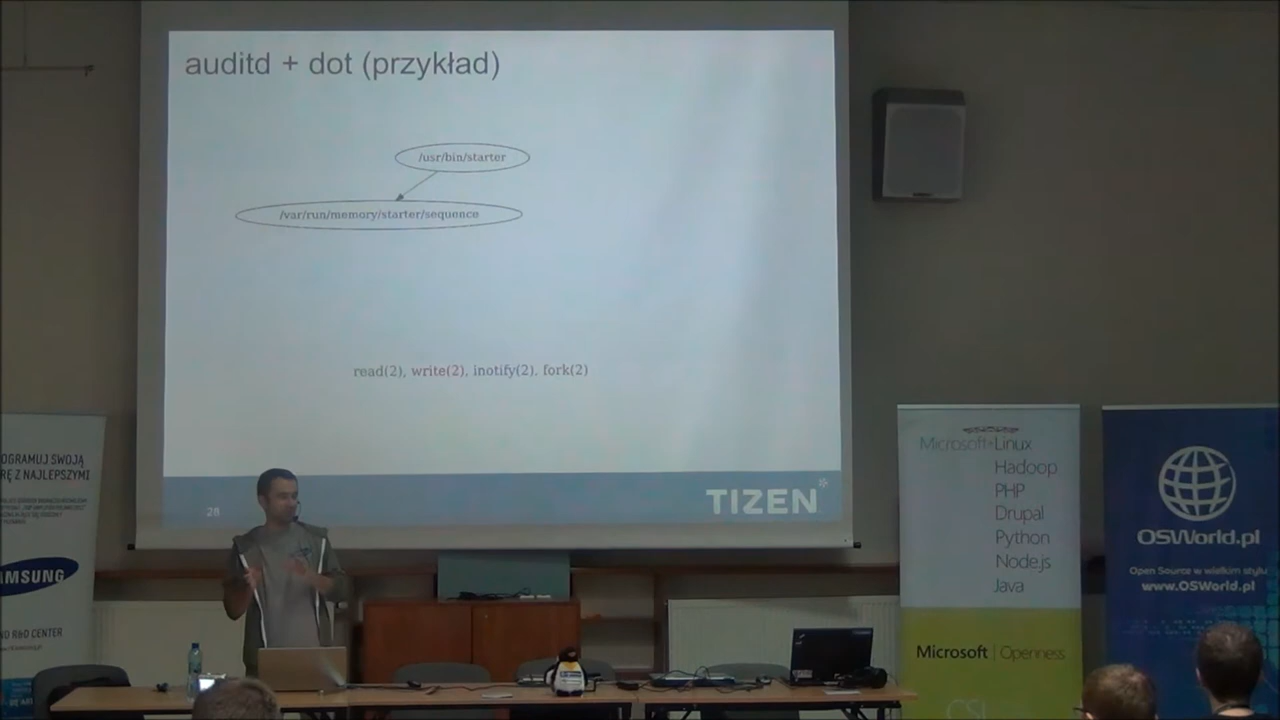 auditd + dot (przykład)
/usr/bin/starter
/var/run/memory/starter/sequence
read(2), write(2), inotify(2), fork(2)
28
TIZEN
OGRAMUJ SWOJĄ
RĘ Z NAJLEPSZYMI
AMSUNG
ND R&D CENTER
Microsoft+Linux
Hadoop
PHP
Drupal
Python
Node.js
Java
Microsoft | Openness
OSWorld.pl
Open Source w wielkim stylu
www.OSWorld.pl